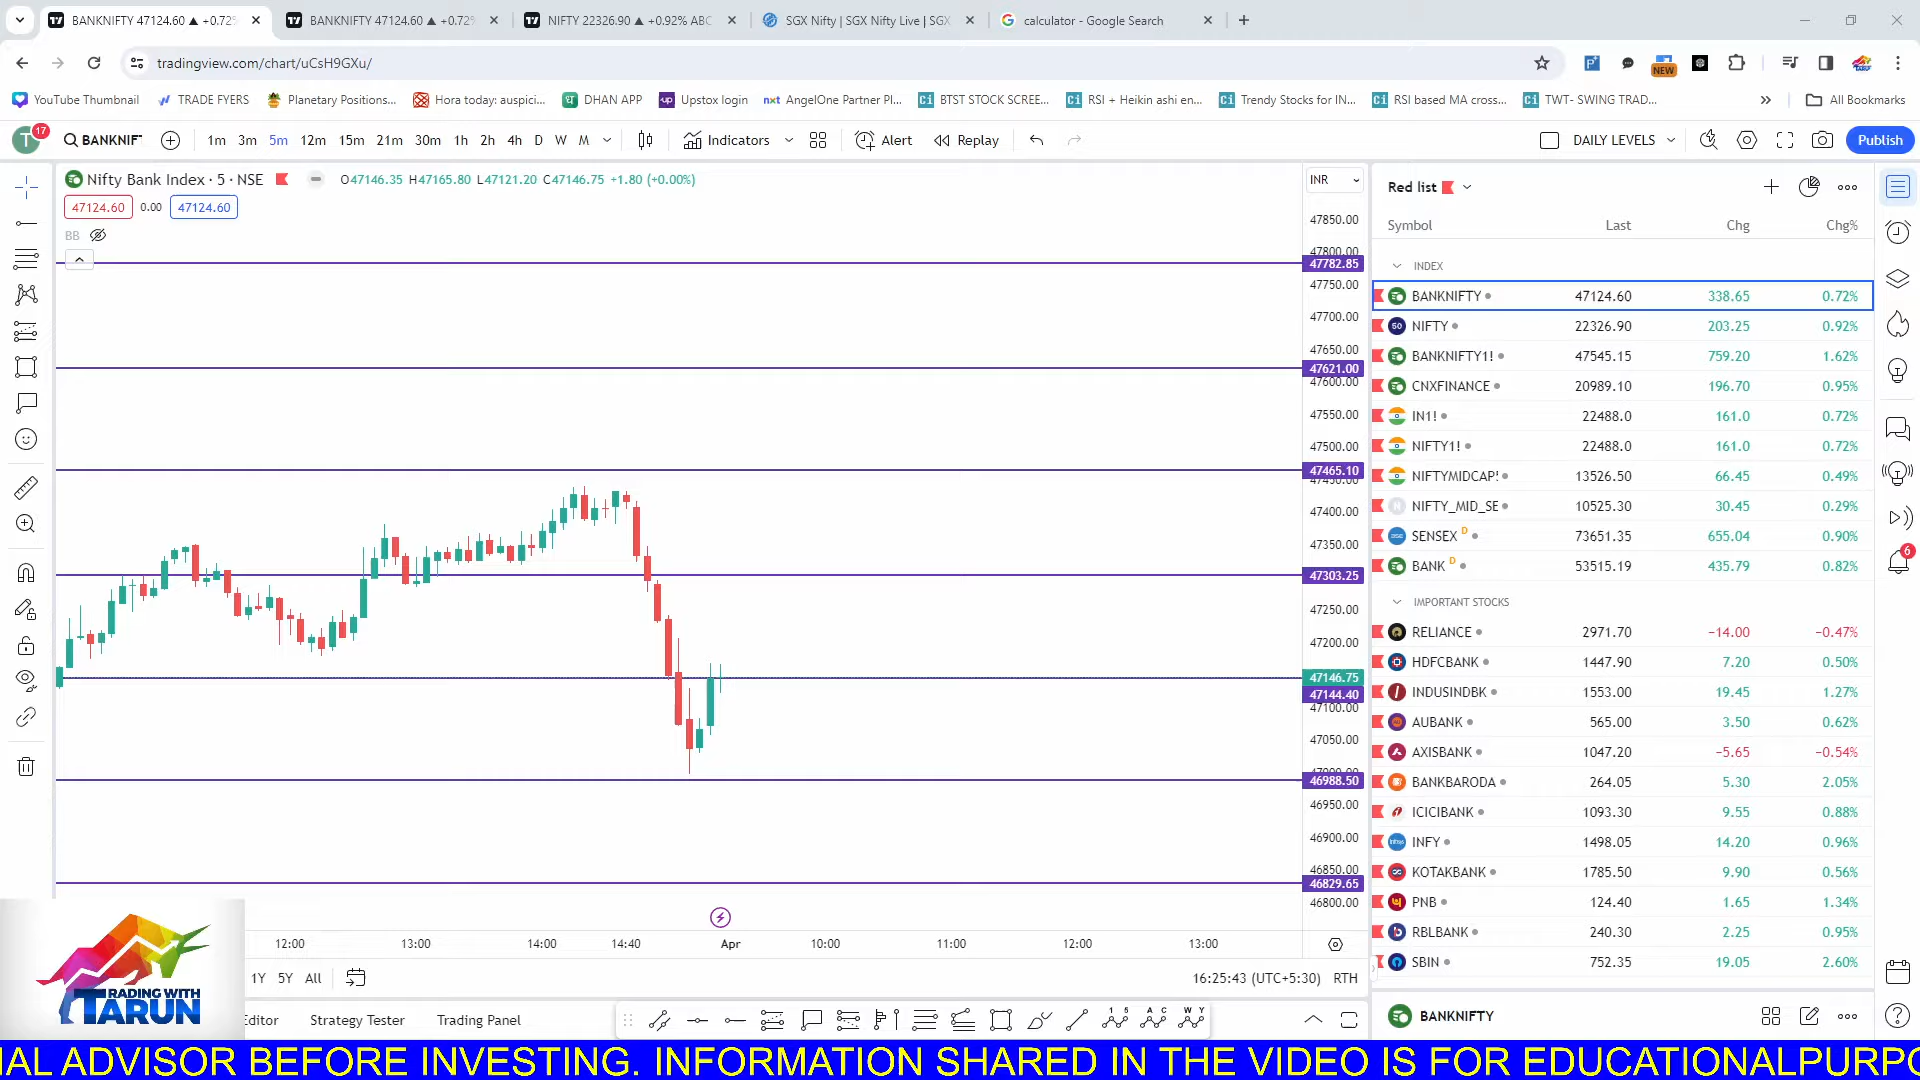 BANKNIFTY 47124.60 ▲ +0.72%
BANKNIFTY 47124.60 ▲ +0.72%
NIFTY 22326.90 ▲ +0.92% ABC
SGX Nifty | SGX Nifty Live | SGX
calculator - Google Search
tradingview.com/chart/uCsH9GXu/
NEW
YouTube Thumbnail
TRADE FYERS
Planetary Positions...
Hora today: auspici...
DHAN APP
Upstox login
AngelOne Partner Pl...
BTST STOCK SCREE...
RSI + Heikin ashi en...
Trendy Stocks for IN...
RSI based MA cross...
TWT- SWING TRAD...
All Bookmarks
T 17
BANKNIF
1m 3m 5m 12m 15m 21m 30m 1h 2h 4h D W M
Indicators
Alert
Replay
DAILY LEVELS
Publish
Nifty Bank Index · 5 · NSE
O47146.35 H47165.80 L47121.20 C47146.75 +1.80 (+0.00%)
INR
47124.60 0.00 47124.60
BB
47850.00
47800.00
47782.85
47750.00
47700.00
47650.00
47621.00
47600.00
47550.00
47500.00
47465.10
47450.00
47400.00
47350.00
47303.25
47250.00
47200.00
47146.75
47144.40
47100.00
47050.00
46988.50
46950.00
46900.00
46850.00
46829.65
46800.00
12:00 13:00 14:00 14:40 Apr 10:00 11:00 12:00 13:00
1Y 5Y All
16:25:43 (UTC+5:30) RTH
Editor
Strategy Tester
Trading Panel
Red list
Symbol Last Chg Chg%
INDEX
BANKNIFTY 47124.60 338.65 0.72%
50 NIFTY 22326.90 203.25 0.92%
BANKNIFTY1! 47545.15 759.20 1.62%
CNXFINANCE 20989.10 196.70 0.95%
IN1! 22488.0 161.0 0.72%
NIFTY1! 22488.0 161.0 0.72%
NIFTYMIDCAP! 13526.50 66.45 0.49%
N NIFTY_MID_SE 10525.30 30.45 0.29%
SENSEX D 73651.35 655.04 0.90%
BANK D 53515.19 435.79 0.82%
IMPORTANT STOCKS
RELIANCE 2971.70 −14.00 −0.47%
HDFCBANK 1447.90 7.20 0.50%
INDUSINDBK 1553.00 19.45 1.27%
AUBANK 565.00 3.50 0.62%
AXISBANK 1047.20 −5.65 −0.54%
BANKBARODA 264.05 5.30 2.05%
ICICIBANK 1093.30 9.55 0.88%
INFY 1498.05 14.20 0.96%
KOTAKBANK 1785.50 9.90 0.56%
PNB 124.40 1.65 1.34%
RBLBANK 240.30 2.25 0.95%
SBIN 752.35 19.05 2.60%
BANKNIFTY
6
TRADING WITH
TARUN
IAL ADVISOR BEFORE INVESTING. INFORMATION SHARED IN THE VIDEO IS FOR EDUCATIONALPURPO